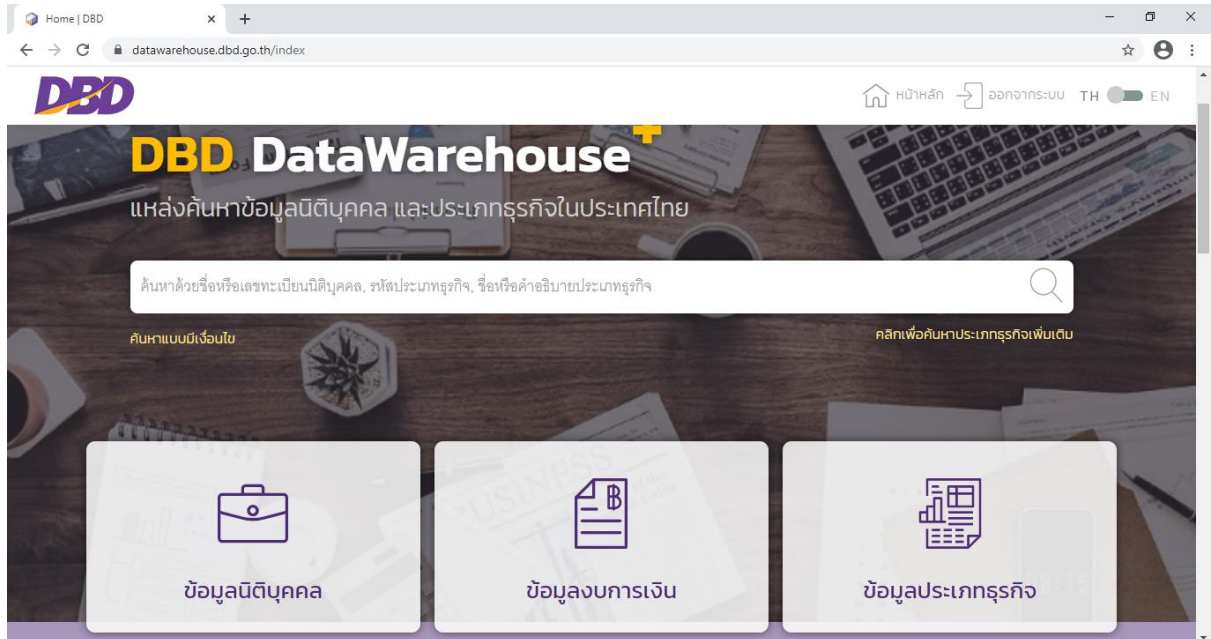 Home | DBD
datawarehouse.dbd.go.th/index
DBD
หน้าหลัก
ออกจากระบบ
TH
EN
DBD DataWarehouse+
แหล่งค้นหาข้อมูลนิติบุคคล และประเภทธุรกิจในประเทศไทย
ค้นหาด้วยชื่อหรือเลขทะเบียนนิติบุคคล, รหัสประเภทธุรกิจ, ชื่อหรือคำอธิบายประเภทธุรกิจ
ค้นหาแบบมีเงื่อนไข
คลิกเพื่อค้นหาประเภทธุรกิจเพิ่มเติม
BUSINESS
ข้อมูลนิติบุคคล
ข้อมูลงบการเงิน
ข้อมูลประเภทธุรกิจ